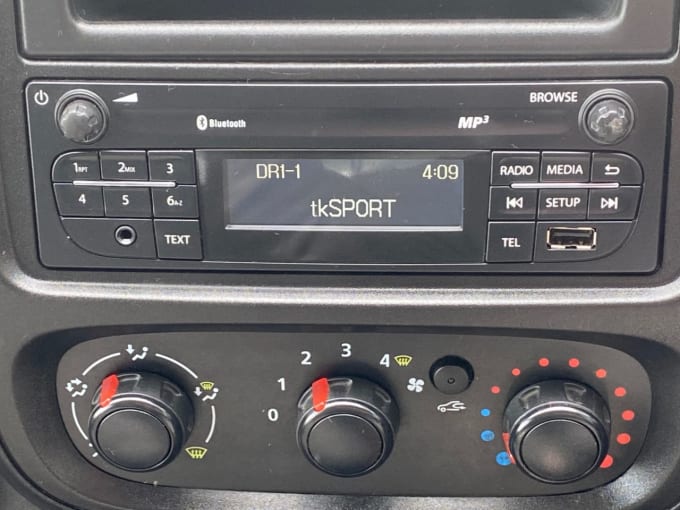 BROWSE
Bluetooth
MP3
1RPT 2MIX 3
4 5 6A-Z
TEXT
DR1-1 4:09
tkSPORT
RADIO MEDIA
SETUP
TEL
0 1 2 3 4